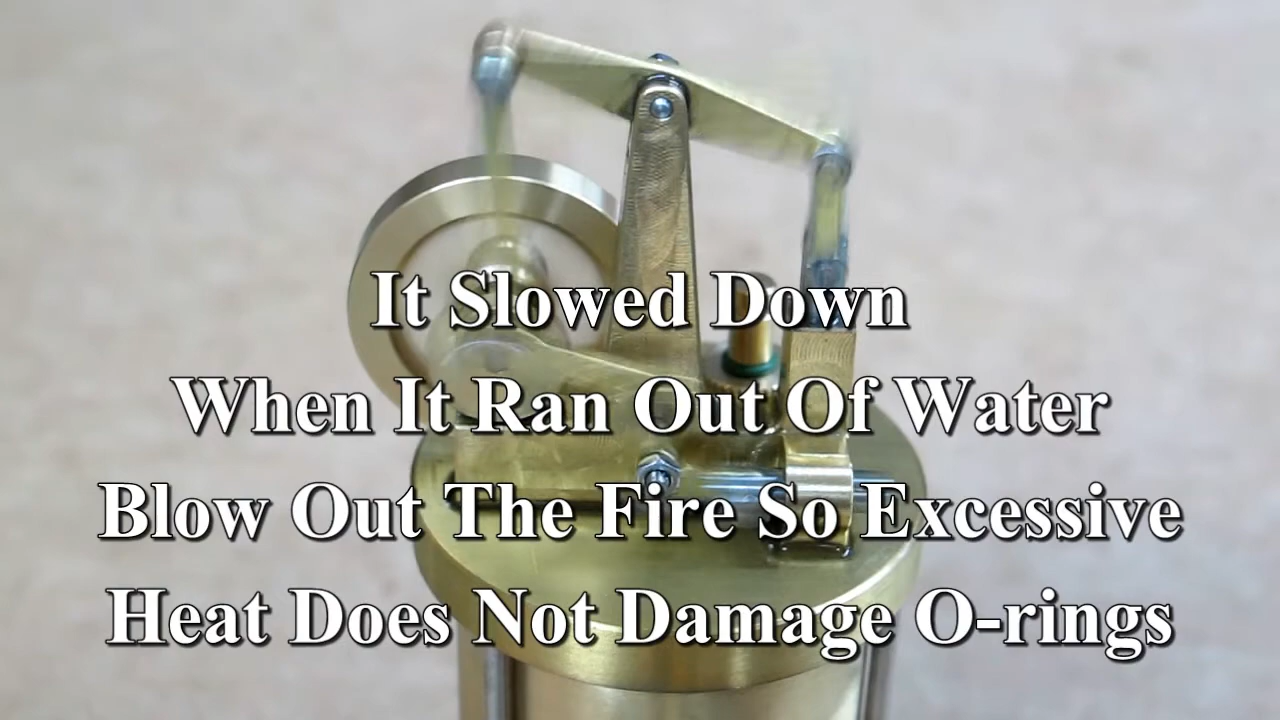 It Slowed Down
When It Ran Out Of Water
Blow Out The Fire So Excessive
Heat Does Not Damage O-rings